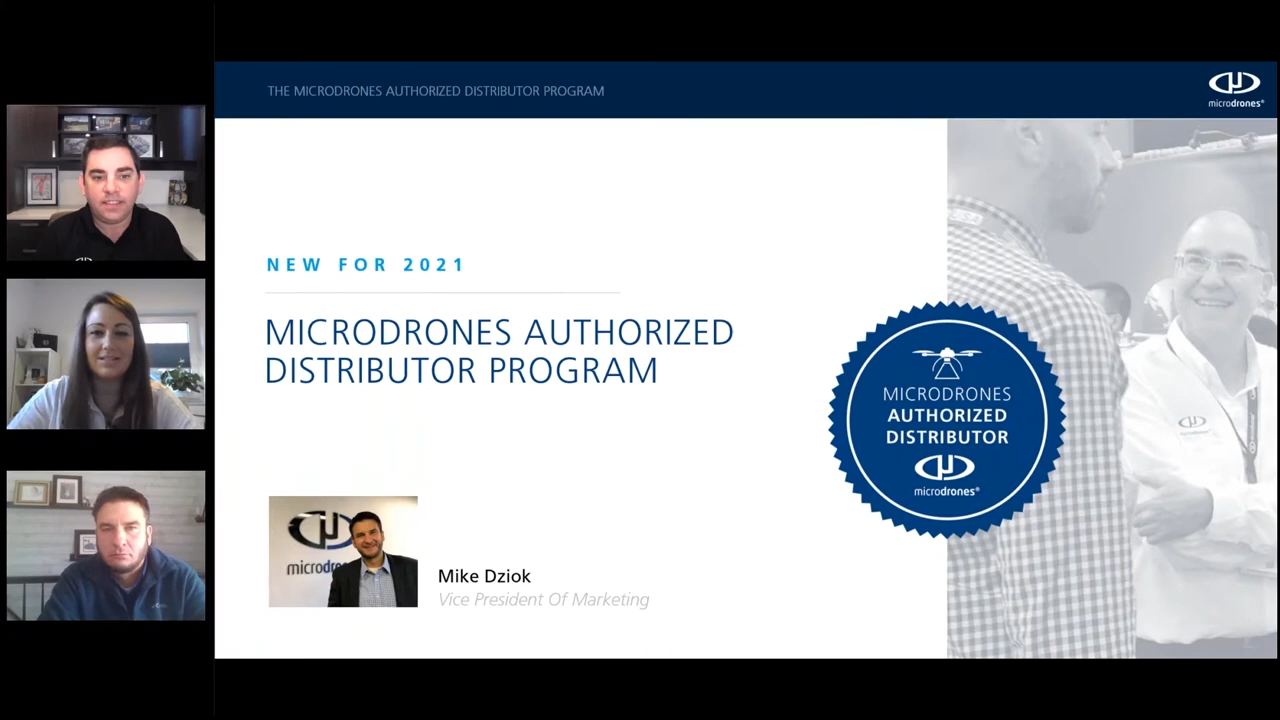 THE MICRODRONES AUTHORIZED DISTRIBUTOR PROGRAM
microdrones®
NEW FOR 2021
MICRODRONES AUTHORIZED
DISTRIBUTOR PROGRAM
MICRODRONES
AUTHORIZED
DISTRIBUTOR
microdrones®
Mike Dziok
Vice President Of Marketing